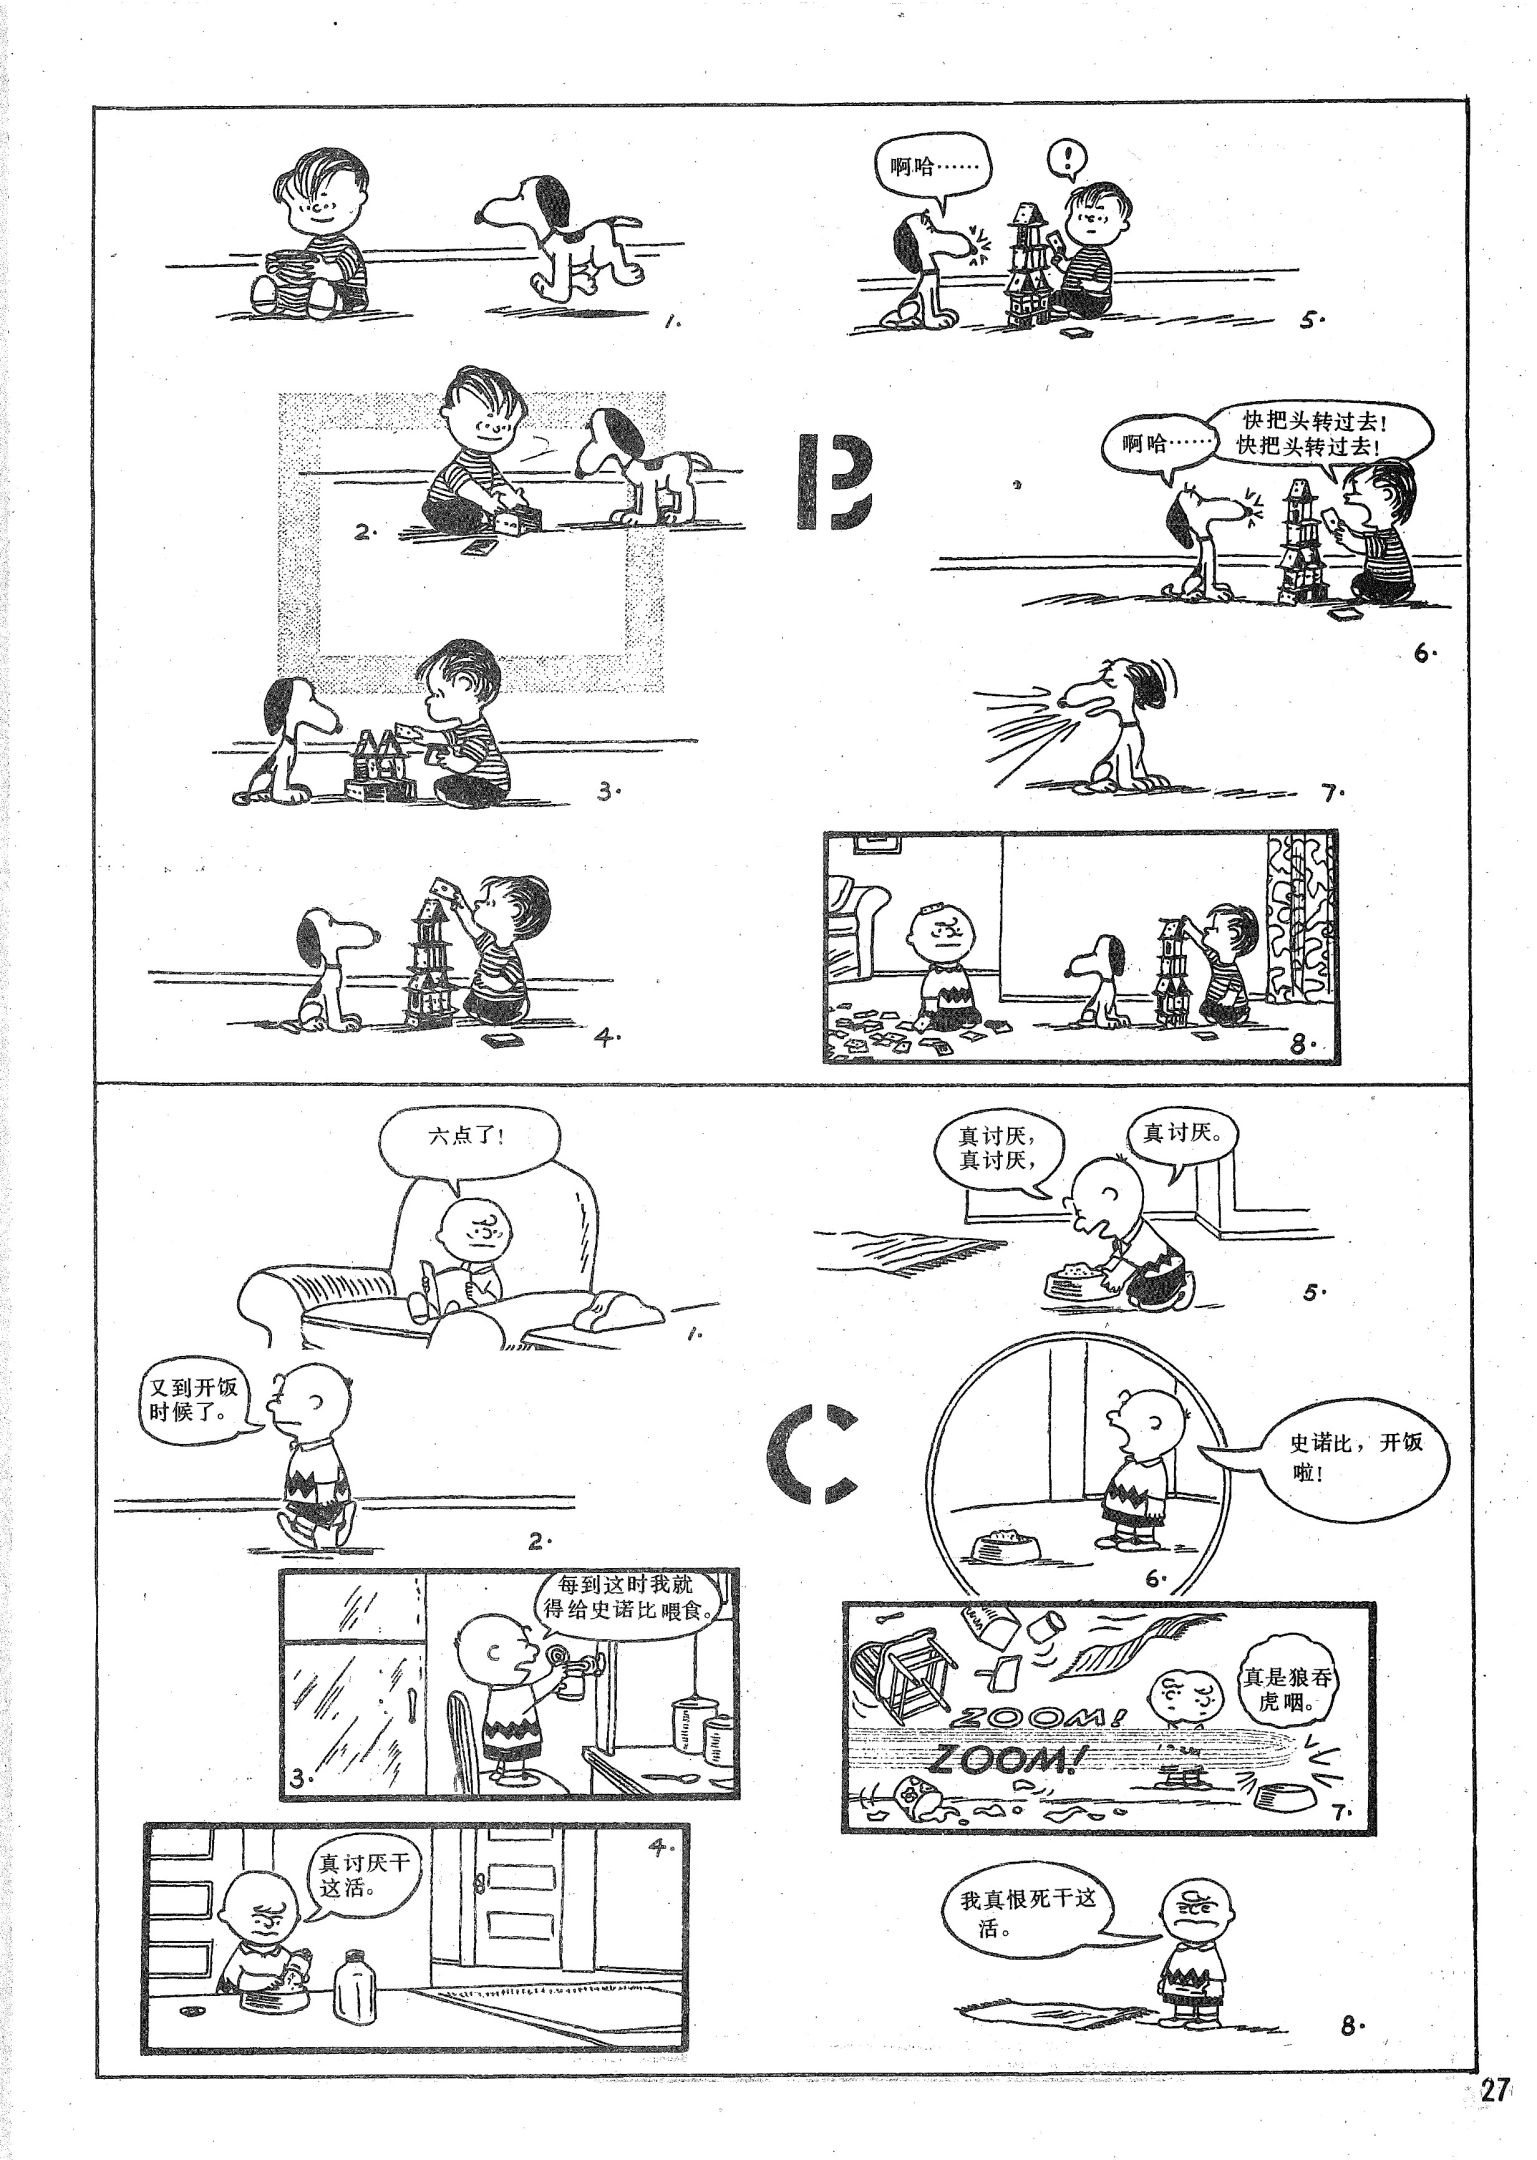 1.
2.
3.
4.
B
啊哈……
!
5.
啊哈……
快把头转过去!
快把头转过去!
6.
7.
8.
六点了!
1.
又到开饭
时候了。
2.
每到这时我就
得给史诺比喂食。
3.
真讨厌干
这活。
4.
C
真讨厌,
真讨厌,
真讨厌。
5.
史诺比，开饭
啦!
6.
ZOOM!
ZOOM!
真是狼吞
虎咽。
7.
我真恨死干这
活。
8.
27